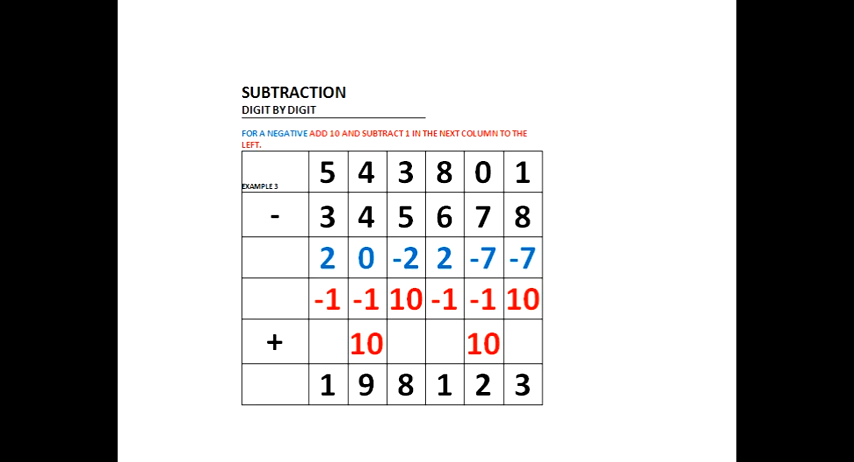 SUBTRACTION
DIGIT BY DIGIT
FOR A NEGATIVE ADD 10 AND SUBTRACT 1 IN THE NEXT COLUMN TO THE
LEFT.
EXAMPLE 3 5 4 3 8 0 1
- 3 4 5 6 7 8
2 0 -2 2 -7 -7
-1 -1 10 -1 -1 10
+ 10 10
1 9 8 1 2 3